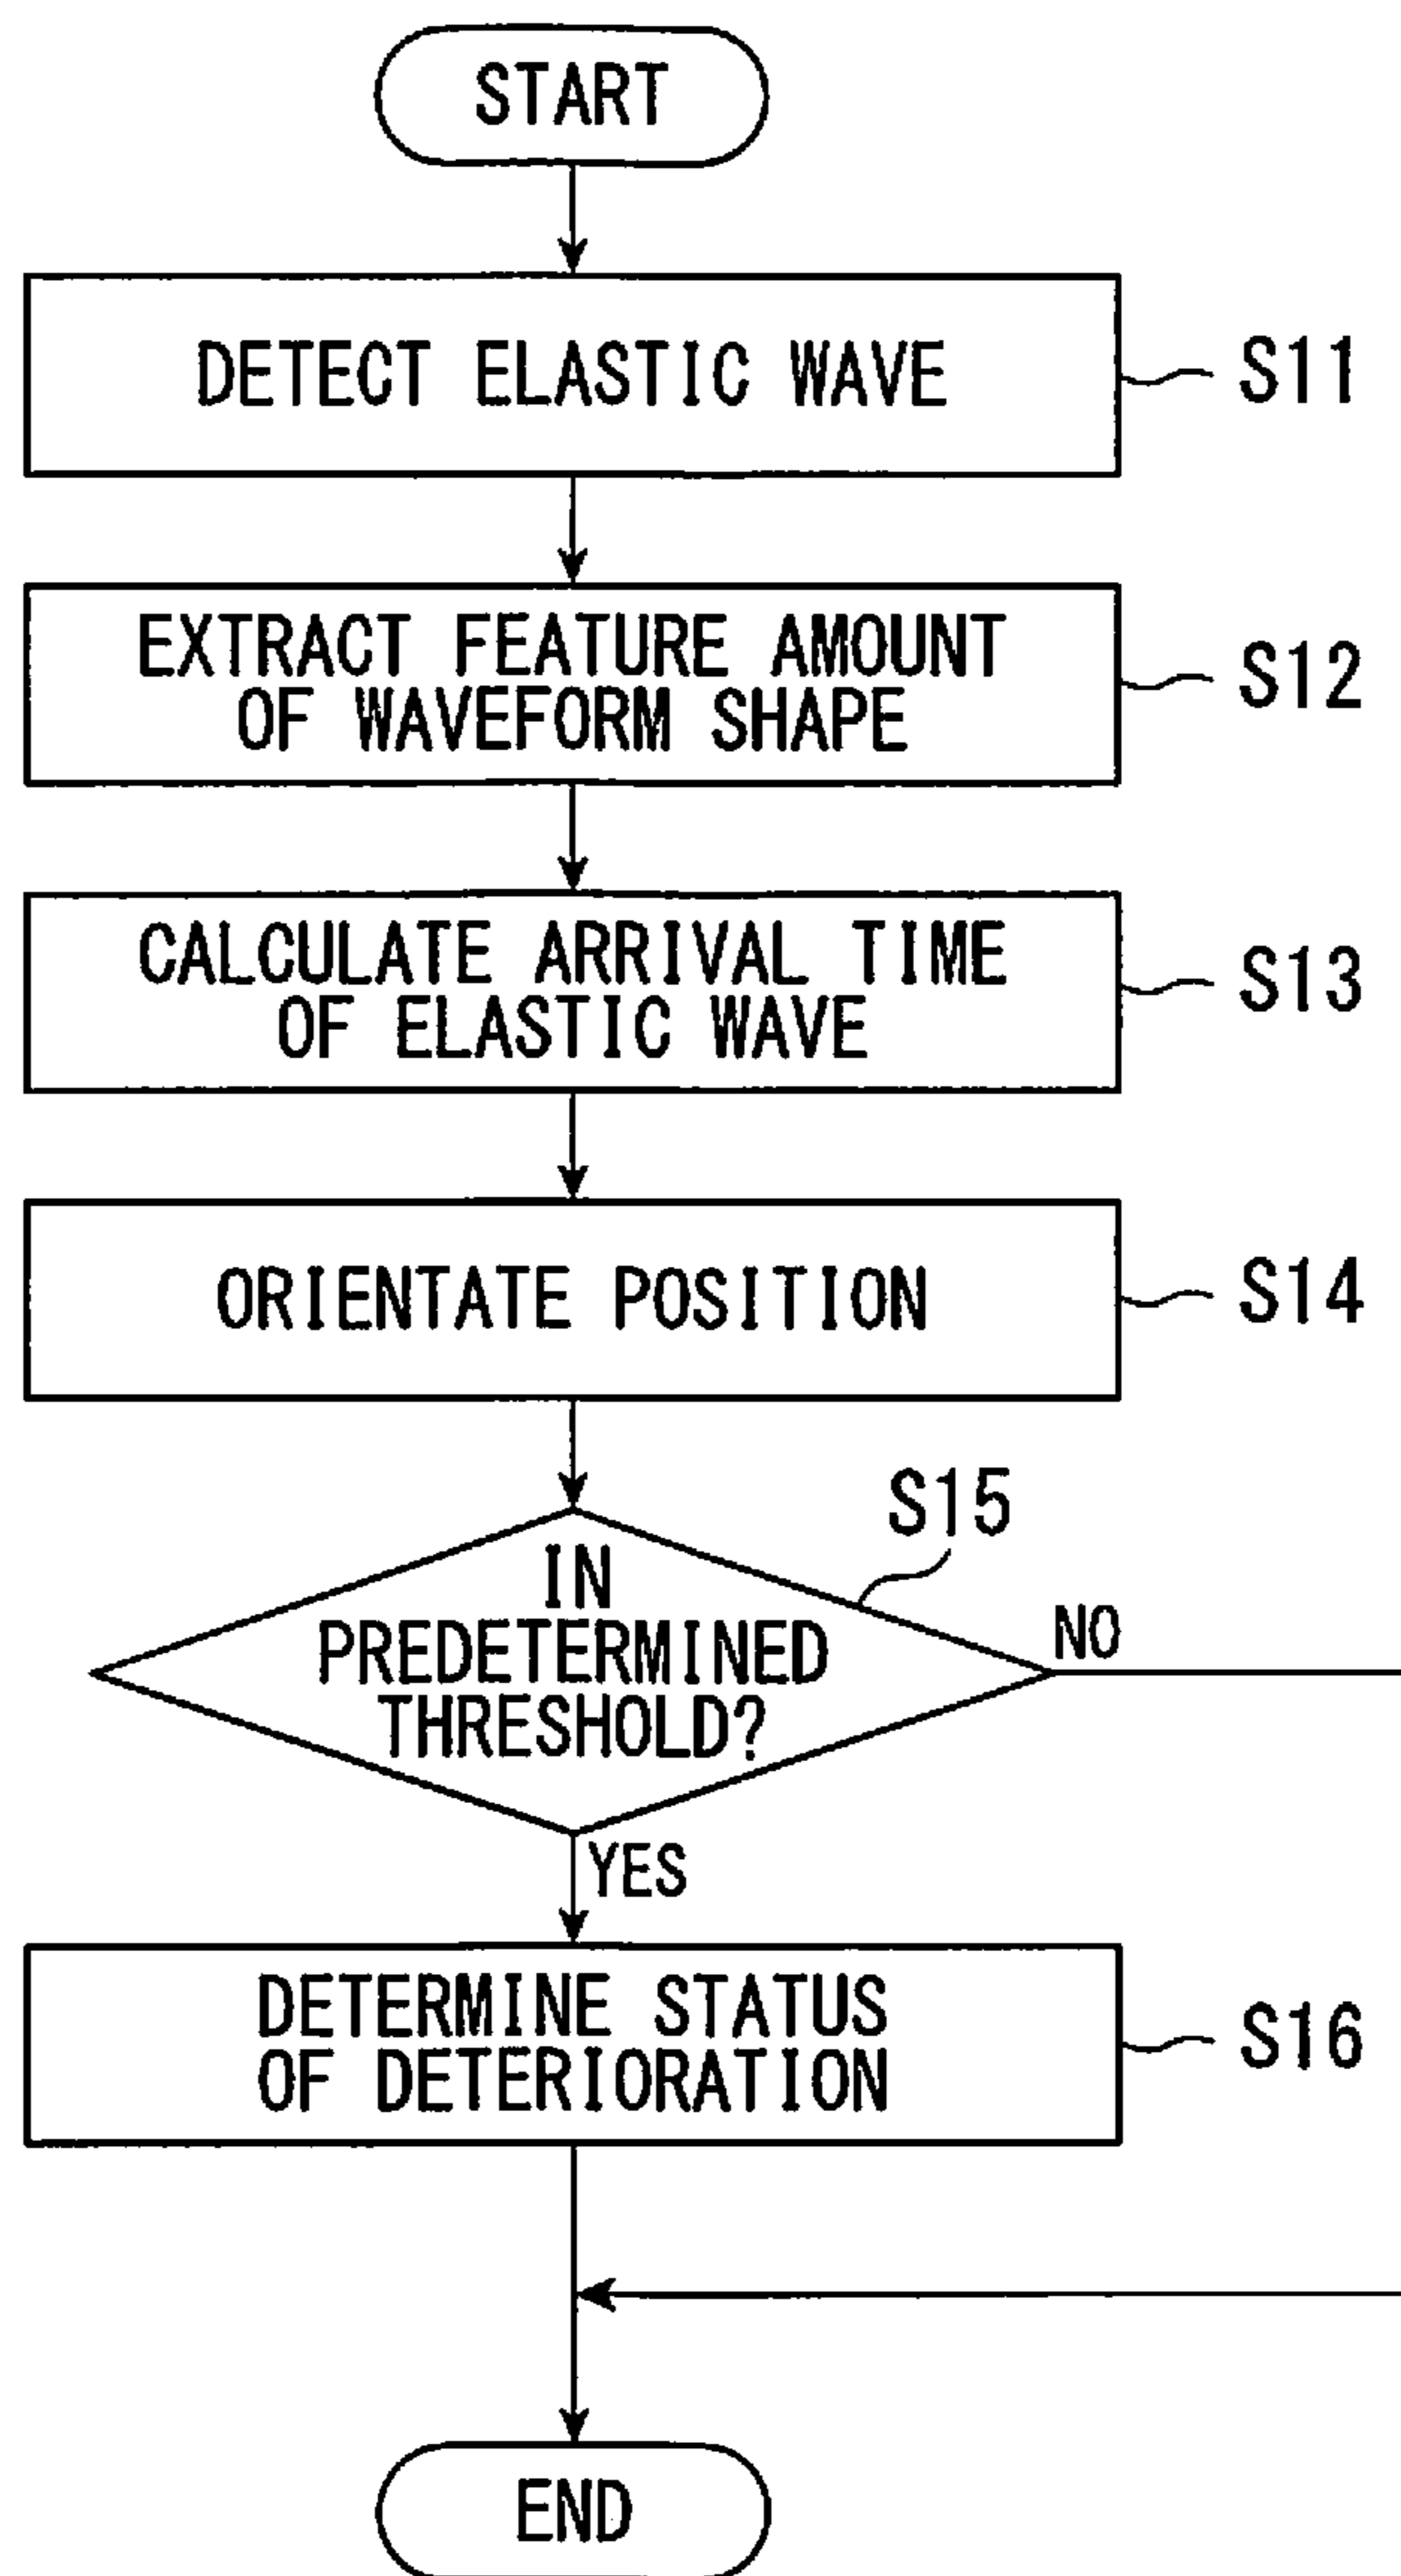 START
DETECT ELASTIC WAVE
S11
EXTRACT FEATURE AMOUNT
OF WAVEFORM SHAPE
S12
CALCULATE ARRIVAL TIME
OF ELASTIC WAVE
S13
ORIENTATE POSITION
S14
S15
IN
PREDETERMINED
THRESHOLD?
NO
YES
DETERMINE STATUS
OF DETERIORATION
S16
END